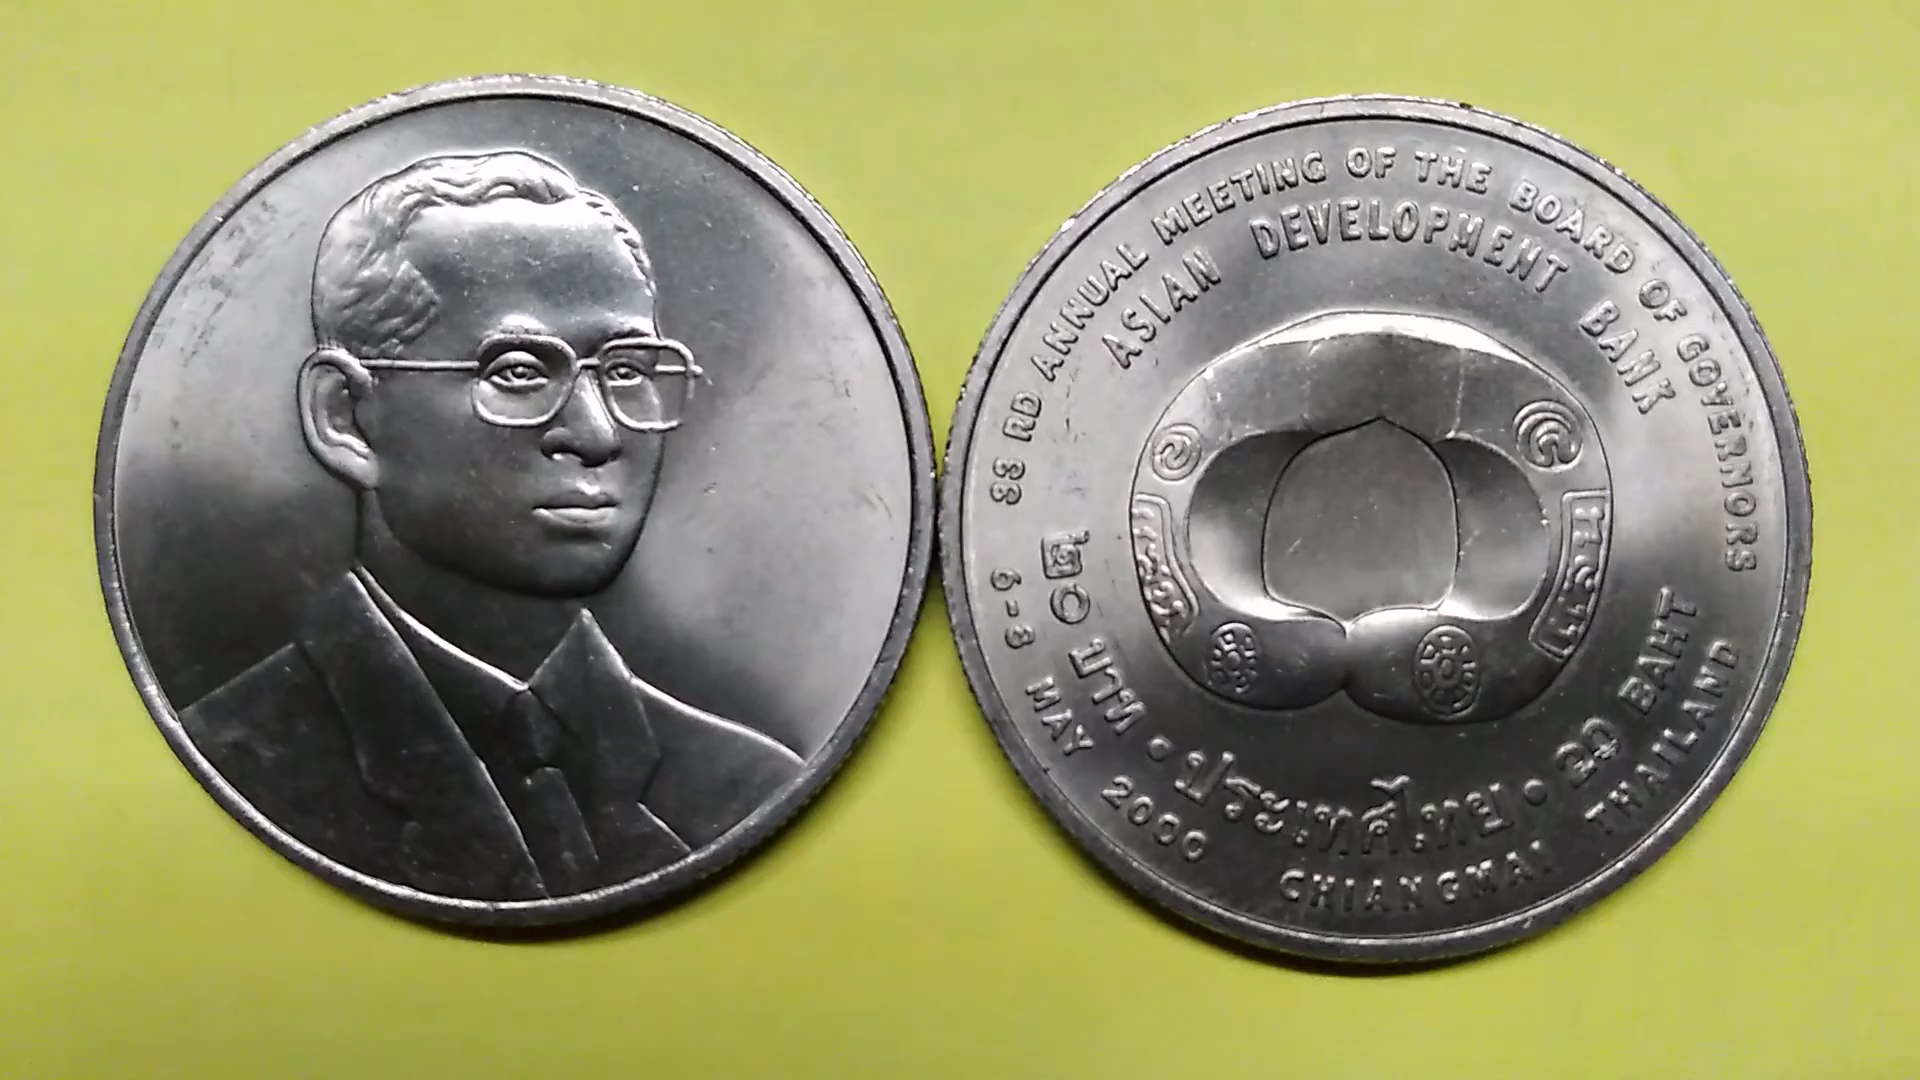 33 RD ANNUAL MEETING OF THE BOARD OF GOVERNORS
ASIAN DEVELOPMENT BANK
๒๐ บาท • ประเทศไทย • 20 BAHT
6-8 MAY 2000 CHIANGMAI THAILAND